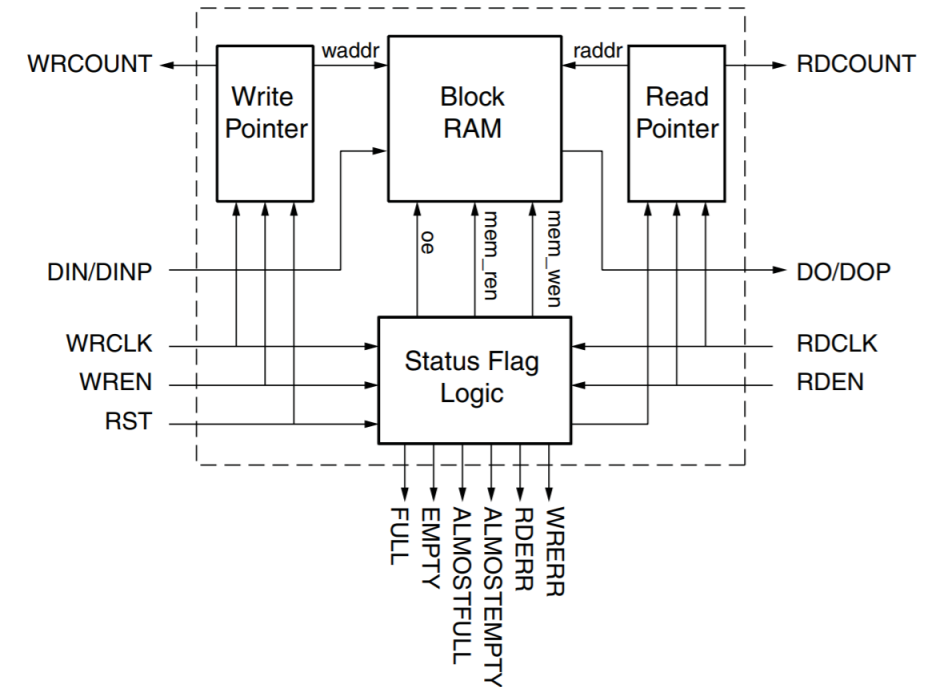 WRCOUNT
waddr
raddr
RDCOUNT
Write
Pointer
Block
RAM
Read
Pointer
oe
mem_ren
mem_wen
DIN/DINP
DO/DOP
WRCLK
RDCLK
Status Flag
Logic
WREN
RDEN
RST
FULL
EMPTY
ALMOSTFULL
ALMOSTEMPTY
RDERR
WRERR